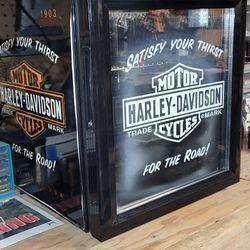 1903
SATISFY YOUR THIRST
MOTOR
HARLEY-DAVIDSON
TRADE MARK
CYCLES
FOR THE ROAD!
SATISFY YOUR THIRST
MOTOR
HARLEY-DAVIDSON
TRADE ®MARK
CYCLES
FOR THE ROAD!